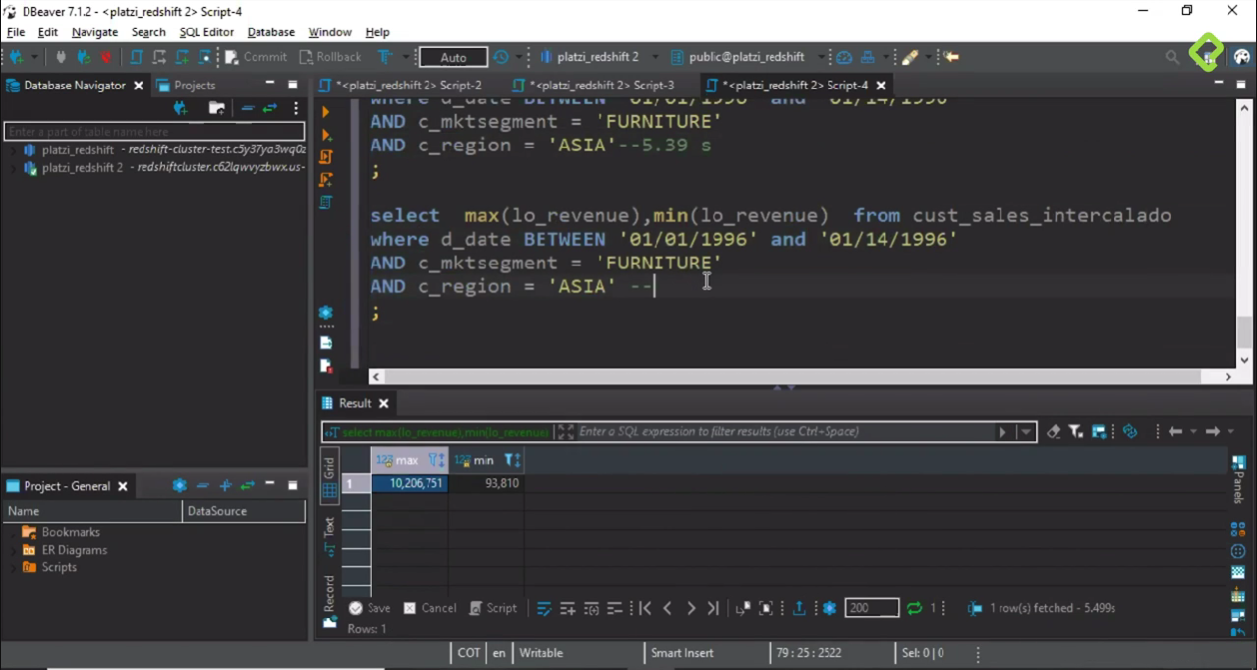 DBeaver 7.1.2 - <platzi_redshift 2> Script-4
File Edit Navigate Search SQL Editor Database Window Help
Commit Rollback Auto platzi_redshift 2 public@platzi_redshift
Database Navigator Projects
*<platzi_redshift 2> Script-2 *<platzi_redshift 2> Script-3 *<platzi_redshift 2> Script-4
Enter a part of table name here
platzi_redshift - redshift-cluster-test.c5y37ya3wq0z
platzi_redshift 2 - redshiftcluster.c62lqwvyzbwx.us-
where d_date BETWEEN '01/01/1996' and '01/14/1996'
AND c_mktsegment = 'FURNITURE'
AND c_region = 'ASIA'--5.39 s
;
select max(lo_revenue),min(lo_revenue) from cust_sales_intercalado
where d_date BETWEEN '01/01/1996' and '01/14/1996'
AND c_mktsegment = 'FURNITURE'
AND c_region = 'ASIA' --
;
Result
select max(lo_revenue),min(lo_revenue) Enter a SQL expression to filter results (use Ctrl+Space)
Grid
Text
Record
123 max 123 min
1 10,206,751 93,810
Panels
Save Cancel Script 200 1 1 row(s) fetched - 5.499s
Rows: 1
Project - General
Name DataSource
Bookmarks
ER Diagrams
Scripts
COT en Writable Smart Insert 79 : 25 : 2522 Sel: 0 | 0